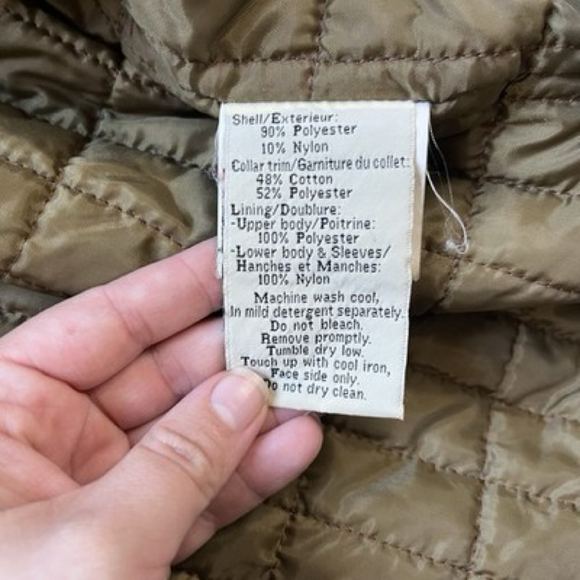 Shell/Extérieur:
90% Polyester
10% Nylon
Collar trim/Garniture du collet:
48% Cotton
52% Polyester
Lining/Doublure:
-Upper body/Poitrine:
100% Polyester
-Lower body & Sleeves/
Hanches et Manches:
100% Nylon
Machine wash cool,
In mild detergent separately.
Do not bleach.
Remove promptly.
Tumble dry low.
Touch up with cool iron,
Face side only.
Do not dry clean.